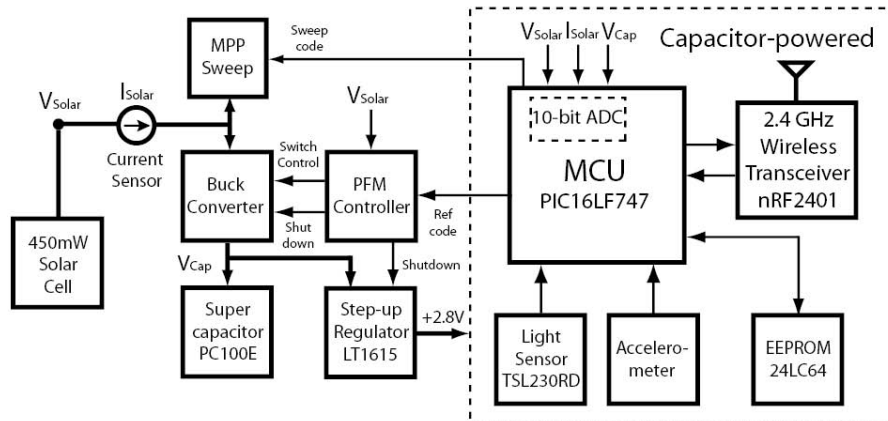 MPP
Sweep
Sweep
code
VSolar ISolar VCap
Capacitor-powered
VSolar
ISolar
Current
Sensor
VSolar
10-bit ADC
MCU
PIC16LF747
2.4 GHz
Wireless
Transceiver
nRF2401
Buck
Converter
Switch
Control
Shut
down
PFM
Controller
Ref
code
450mW
Solar
Cell
VCap
Shutdown
Super
capacitor
PC100E
Step-up
Regulator
LT1615
+2.8V
Light
Sensor
TSL230RD
Accelero-
meter
EEPROM
24LC64